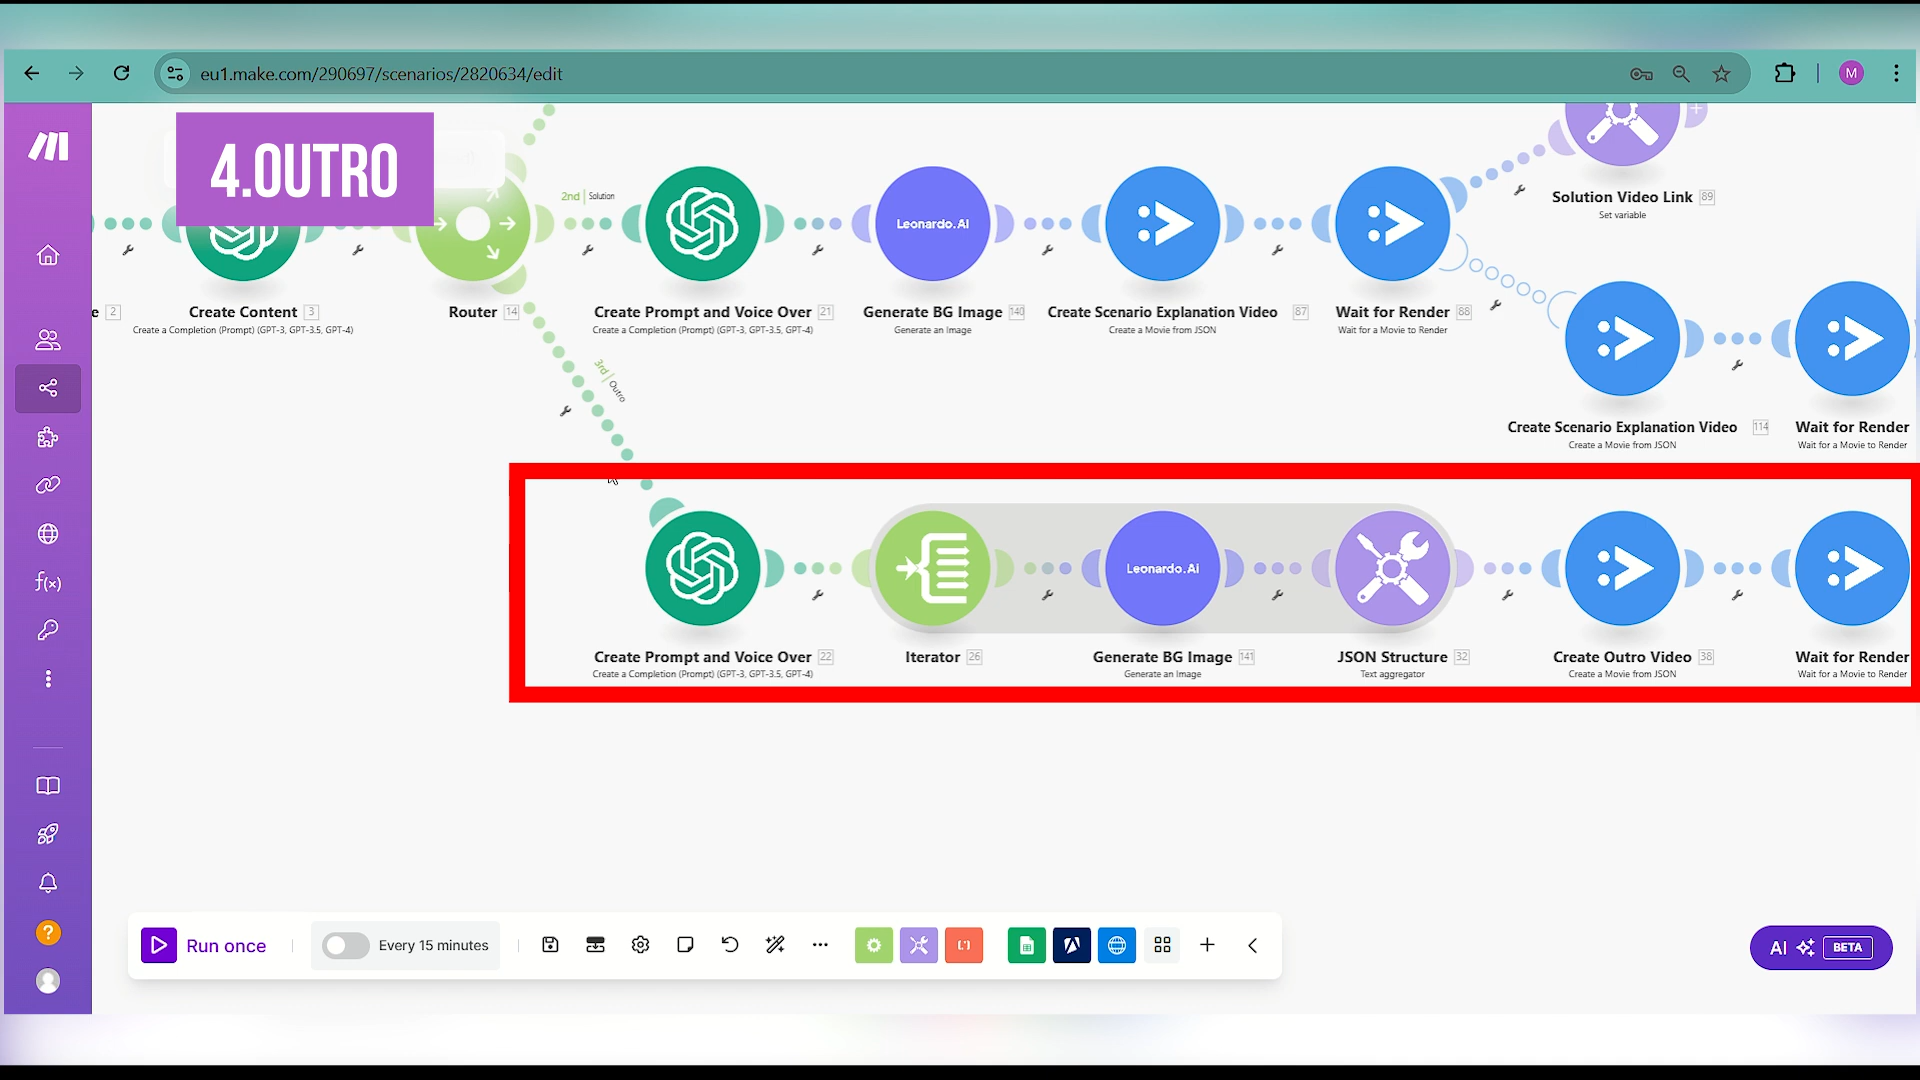 eu1.make.com/290697/scenarios/2820634/edit
M
4.OUTRO
2nd | Solution
Leonardo.Ai
Solution Video Link 89
Set variable
e 2
Create Content 3
Create a Completion (Prompt) (GPT-3, GPT-3.5, GPT-4)
Router 14
Create Prompt and Voice Over 21
Create a Completion (Prompt) (GPT-3, GPT-3.5, GPT-4)
Generate BG Image 140
Generate an Image
Create Scenario Explanation Video 87
Create a Movie from JSON
Wait for Render 88
Wait for a Movie to Render
3rd | Outro
Create Scenario Explanation Video 114
Create a Movie from JSON
Wait for Render
Wait for a Movie to Render
Leonardo.Ai
Create Prompt and Voice Over 22
Create a Completion (Prompt) (GPT-3, GPT-3.5, GPT-4)
Iterator 26
Generate BG Image 141
Generate an Image
JSON Structure 32
Text aggregator
Create Outro Video 38
Create a Movie from JSON
Wait for Render
Wait for a Movie to Render
f(x)
?
Run once
Every 15 minutes
AI BETA